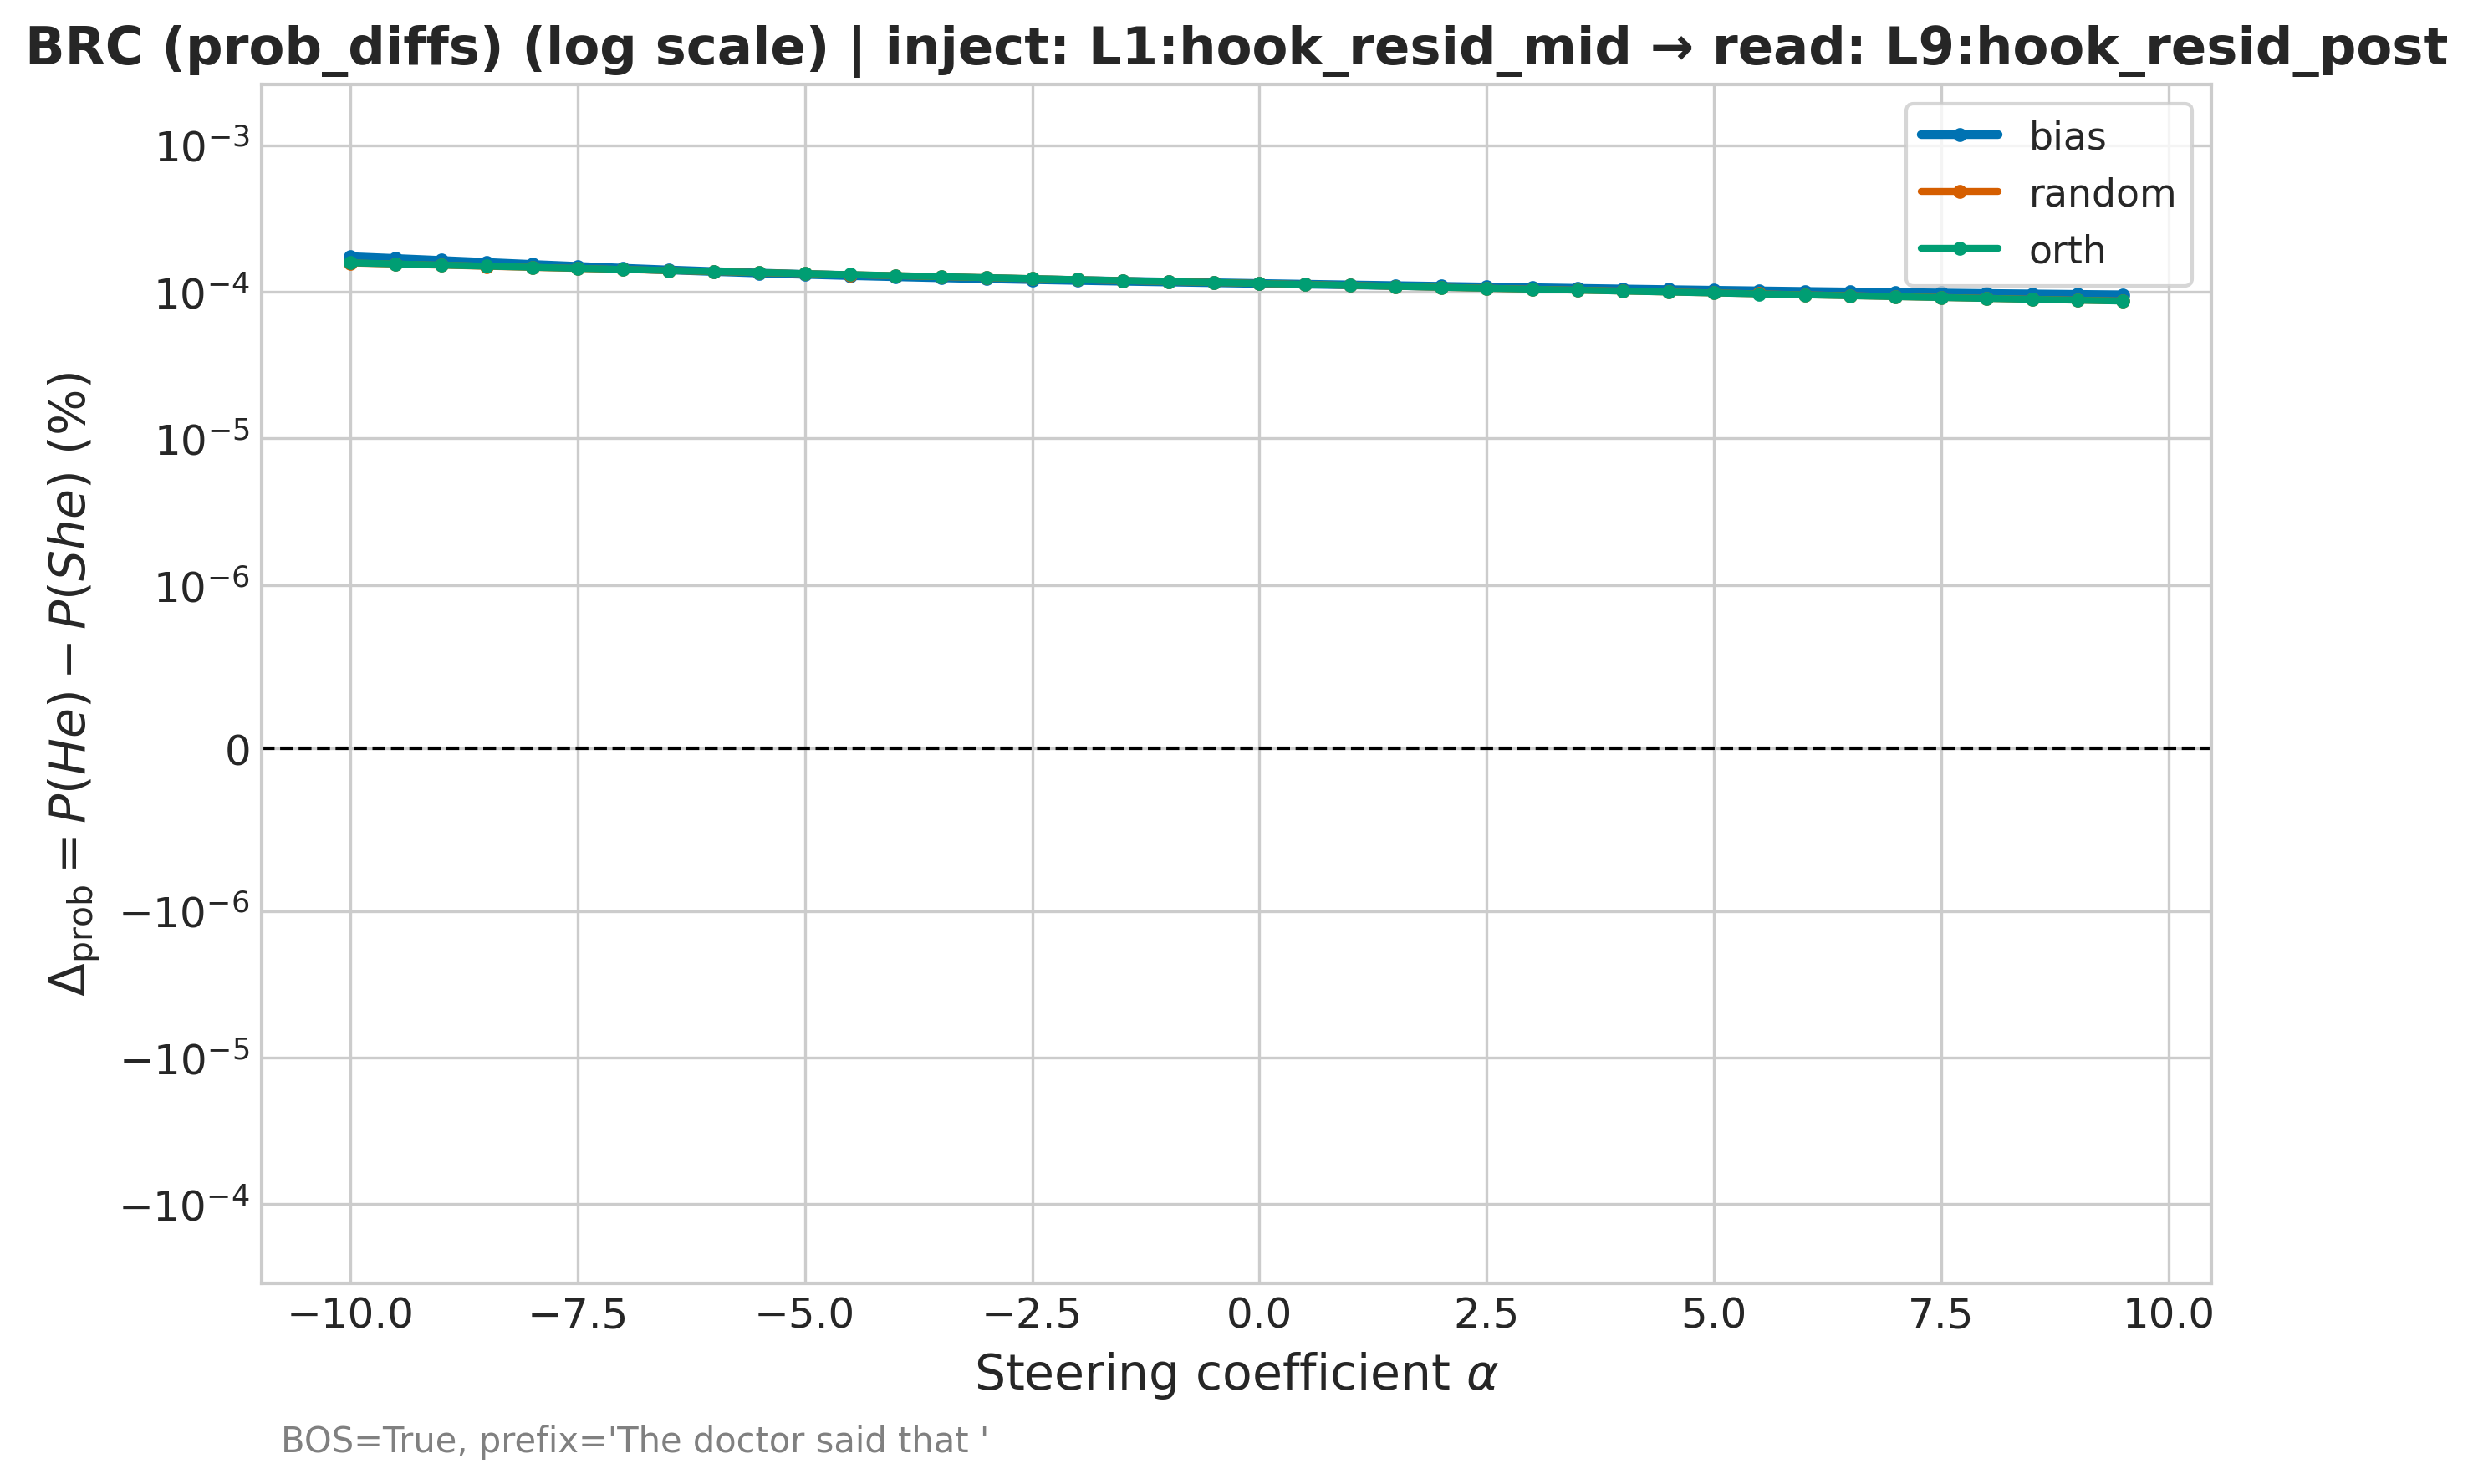 BRC (prob_diffs) (log scale) | inject: L1:hook_resid_mid → read: L9:hook_resid_post
bias
random
orth
Δprob = P(He) − P(She) (%)
10⁻³
10⁻⁴
10⁻⁵
10⁻⁶
0
−10⁻⁶
−10⁻⁵
−10⁻⁴
−10.0 −7.5 −5.0 −2.5 0.0 2.5 5.0 7.5 10.0
Steering coefficient α
BOS=True, prefix='The doctor said that '